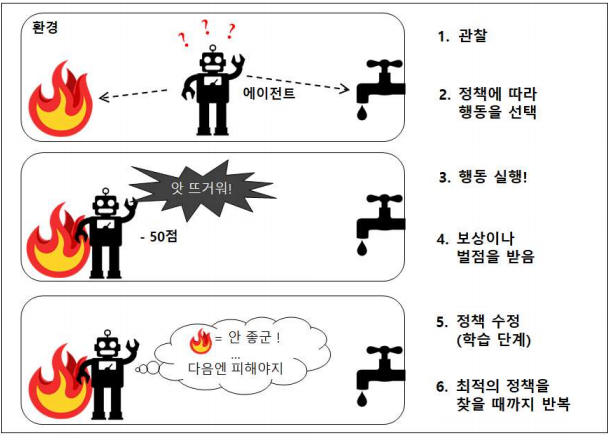 환경
? ? ?
에이전트
1. 관찰
2. 정책에 따라
행동을 선택
앗 뜨거워!
- 50점
3. 행동 실행!
4. 보상이나
벌점을 받음
= 안 좋군 !
...
다음엔 피해야지
5. 정책 수정
(학습 단계)
6. 최적의 정책을
찾을 때까지 반복